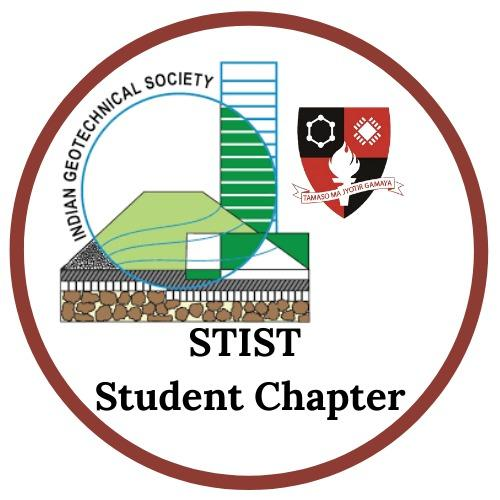 INDIAN GEOTECHNICAL SOCIETY
TAMASO MA JYOTIR GAMAYA
STIST
Student Chapter